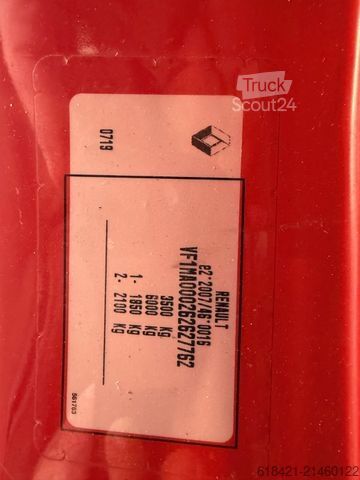 Truck
Scout24
RENAULT
e2*2007/46*0016
VF1MA000262627762
3500 Kg
6000 Kg
1- 1850 Kg
2- 2100 Kg
0719
561763
618421-21460122